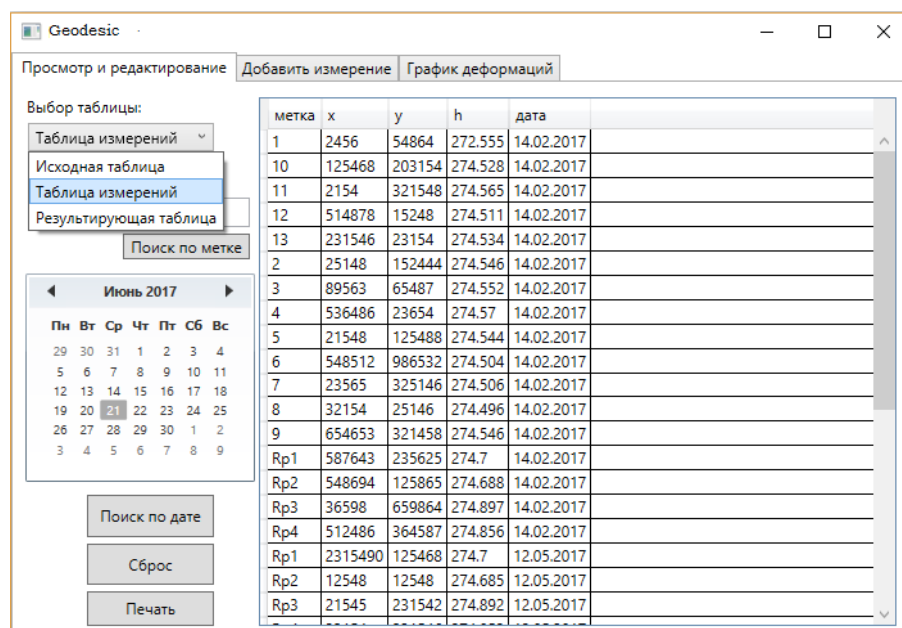 Geodesic
Просмотр и редактирование Добавить измерение График деформаций
Выбор таблицы:
Таблица измерений
Исходная таблица
Таблица измерений
Результирующая таблица
Поиск по метке
Июнь 2017
Пн Вт Ср Чт Пт Сб Вс
29 30 31 1 2 3 4
5 6 7 8 9 10 11
12 13 14 15 16 17 18
19 20 21 22 23 24 25
26 27 28 29 30 1 2
3 4 5 6 7 8 9
Поиск по дате
Сброс
Печать
метка x y h дата
1 2456 54864 272.555 14.02.2017
10 125468 203154 274.528 14.02.2017
11 2154 321548 274.565 14.02.2017
12 514878 15248 274.511 14.02.2017
13 231546 23154 274.534 14.02.2017
2 25148 152444 274.546 14.02.2017
3 89563 65487 274.552 14.02.2017
4 536486 23654 274.57 14.02.2017
5 21548 125488 274.544 14.02.2017
6 548512 986532 274.504 14.02.2017
7 23565 325146 274.506 14.02.2017
8 32154 25146 274.496 14.02.2017
9 654653 321458 274.546 14.02.2017
Rp1 587643 235625 274.7 14.02.2017
Rp2 548694 125865 274.688 14.02.2017
Rp3 36598 659864 274.897 14.02.2017
Rp4 512486 364587 274.856 14.02.2017
Rp1 2315490 125468 274.7 12.05.2017
Rp2 12548 12548 274.685 12.05.2017
Rp3 21545 231542 274.892 12.05.2017